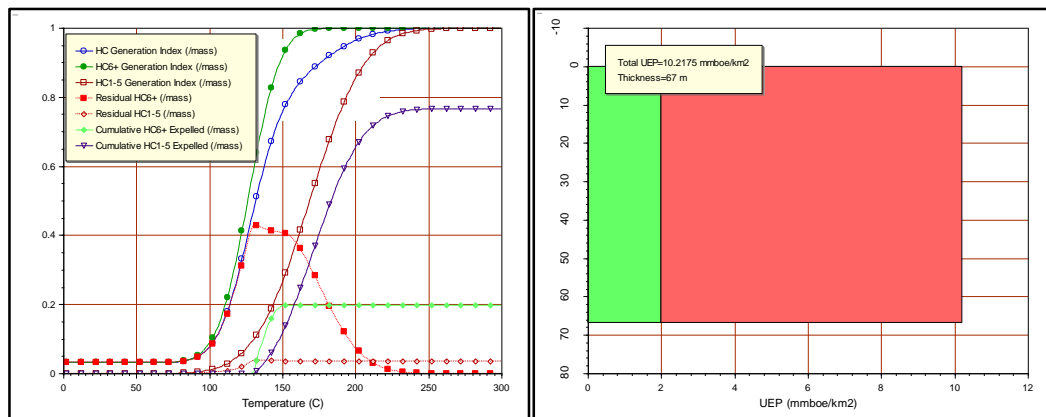 1
0.8
0.6
0.4
0.2
0
HC Generation Index (/mass)
HC6+ Generation Index (/mass)
HC1-5 Generation Index (/mass)
Residual HC6+ (/mass)
Residual HC1-5 (/mass)
Cumulative HC6+ Expelled (/mass)
Cumulative HC1-5 Expelled (/mass)
0 50 100 150 200 250 300
Temperature (C)
-10
0
10
20
30
40
50
60
70
80
Total UEP=10.2175 mmboe/km2
Thickness=67 m
0 2 4 6 8 10 12
UEP (mmboe/km2)